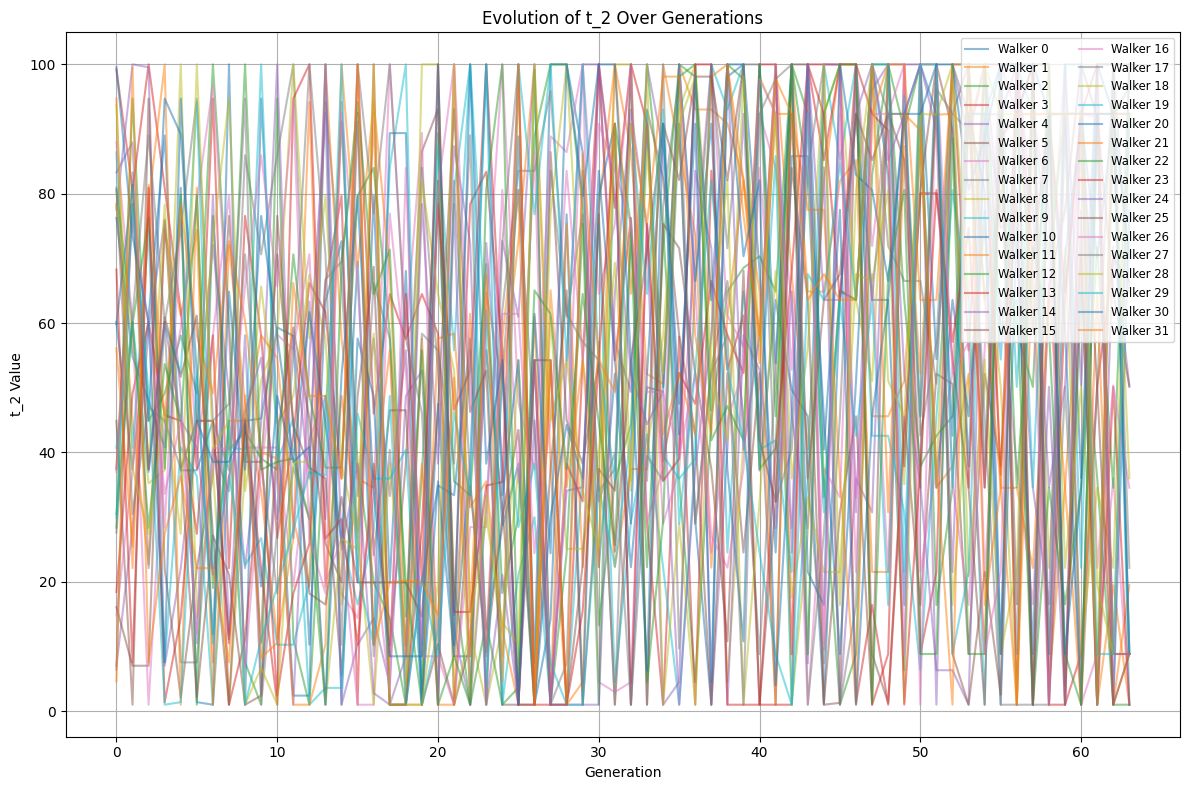 Evolution of t_2 Over Generations
t_2 Value
100
80
60
40
20
0
0 10 20 30 40 50 60
Generation
Walker 0
Walker 1
Walker 2
Walker 3
Walker 4
Walker 5
Walker 6
Walker 7
Walker 8
Walker 9
Walker 10
Walker 11
Walker 12
Walker 13
Walker 14
Walker 15
Walker 16
Walker 17
Walker 18
Walker 19
Walker 20
Walker 21
Walker 22
Walker 23
Walker 24
Walker 25
Walker 26
Walker 27
Walker 28
Walker 29
Walker 30
Walker 31